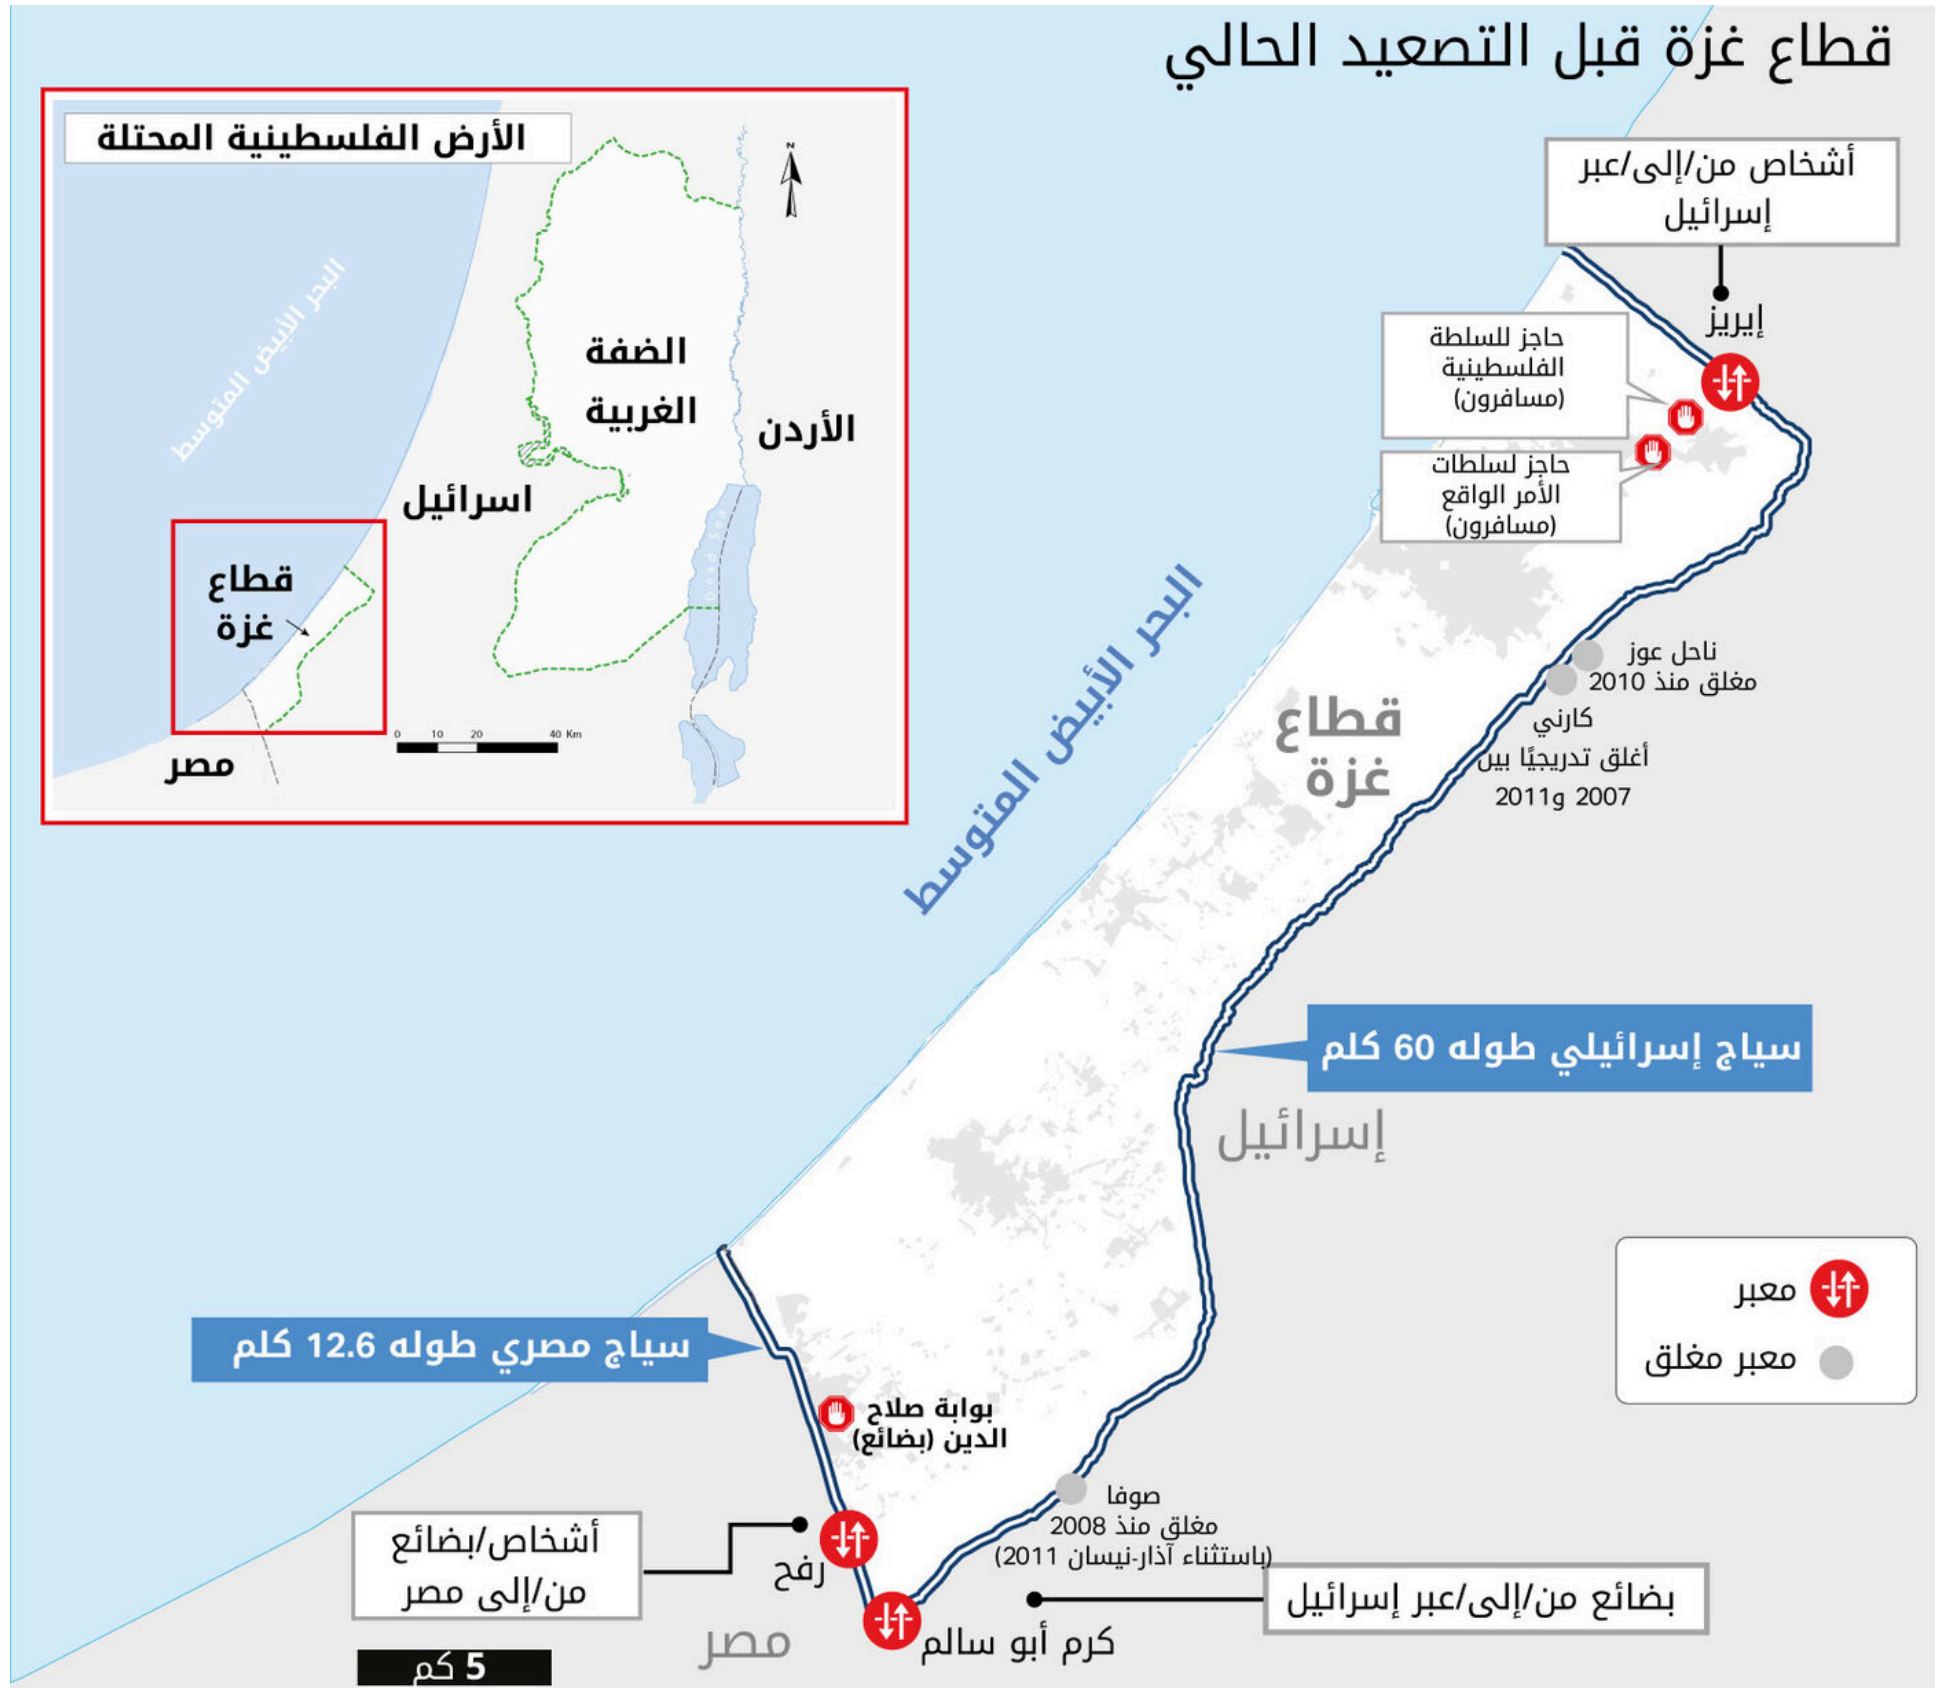 قطاع غزة قبل التصعيد الحالي
الأرض الفلسطينية المحتلة
N
البحر الأبيض المتوسط
الضفة
الغربية
الأردن
اسرائيل
Dead Sea
قطاع
غزة
مصر
0 10 20 40 Km
أشخاص من/إلى/عبر
إسرائيل
إيريز
حاجز للسلطة
الفلسطينية
(مسافرون)
حاجز لسلطات
الأمر الواقع
(مسافرون)
البحر الأبيض المتوسط
ناحل عوز
مغلق منذ 2010
كارني
أغلق تدريجيًا بين
2007 و2011
قطاع
غزة
سياج إسرائيلي طوله 60 كلم
إسرائيل
معبر
معبر مغلق
سياج مصري طوله 12.6 كلم
بوابة صلاح
الدين (بضائع)
صوفا
مغلق منذ 2008
(باستثناء آذار-نيسان 2011)
أشخاص/بضائع
من/إلى مصر
رفح
بضائع من/إلى/عبر إسرائيل
كرم أبو سالم
مصر
5 كم